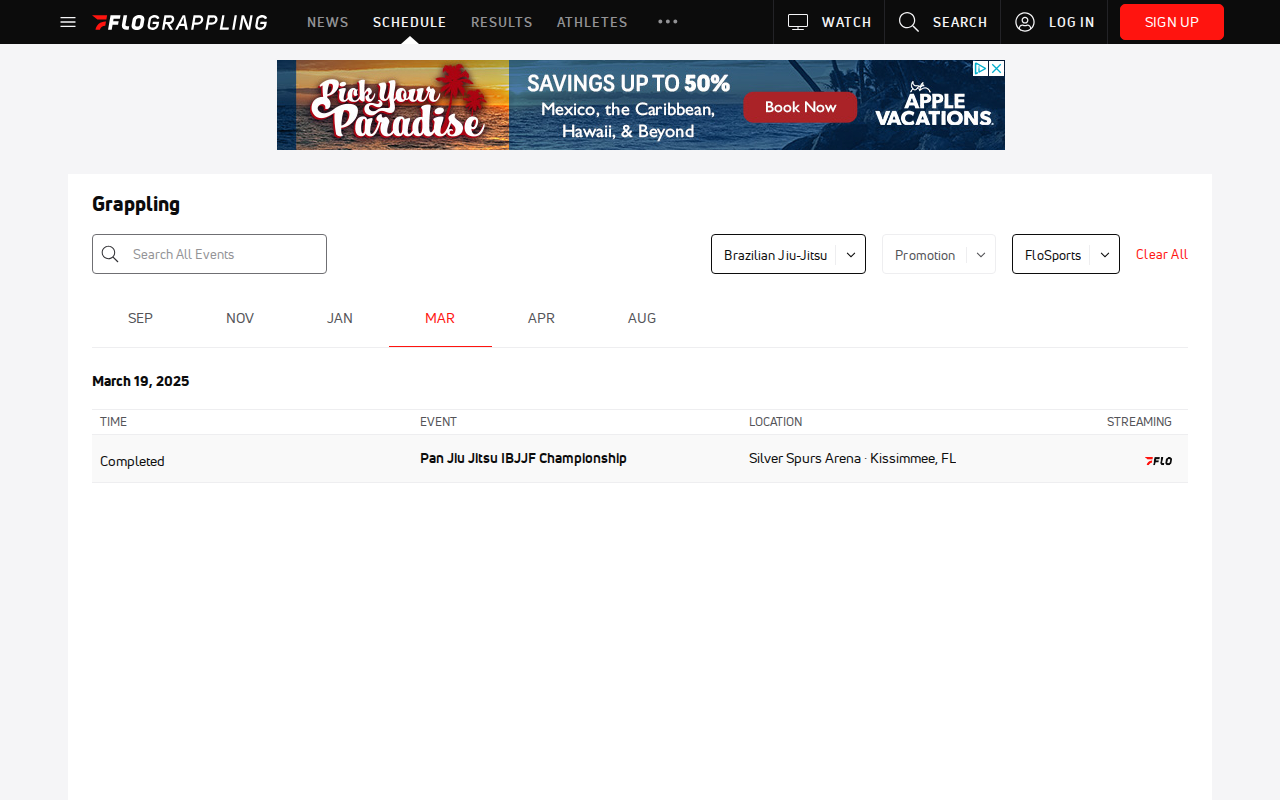 FLOGRAPPLING NEWS SCHEDULE RESULTS ATHLETES WATCH SEARCH LOG IN SIGN UP
Pick Your
Paradise
SAVINGS UP TO 50%
Mexico, the Caribbean,
Hawaii, & Beyond
Book Now
APPLE
VACATIONS
Grappling
Search All Events Brazilian Jiu-Jitsu Promotion FloSports Clear All
SEP NOV JAN MAR APR AUG
March 19, 2025
TIME EVENT LOCATION STREAMING
Completed Pan Jiu Jitsu IBJJF Championship Silver Spurs Arena · Kissimmee, FL FLO